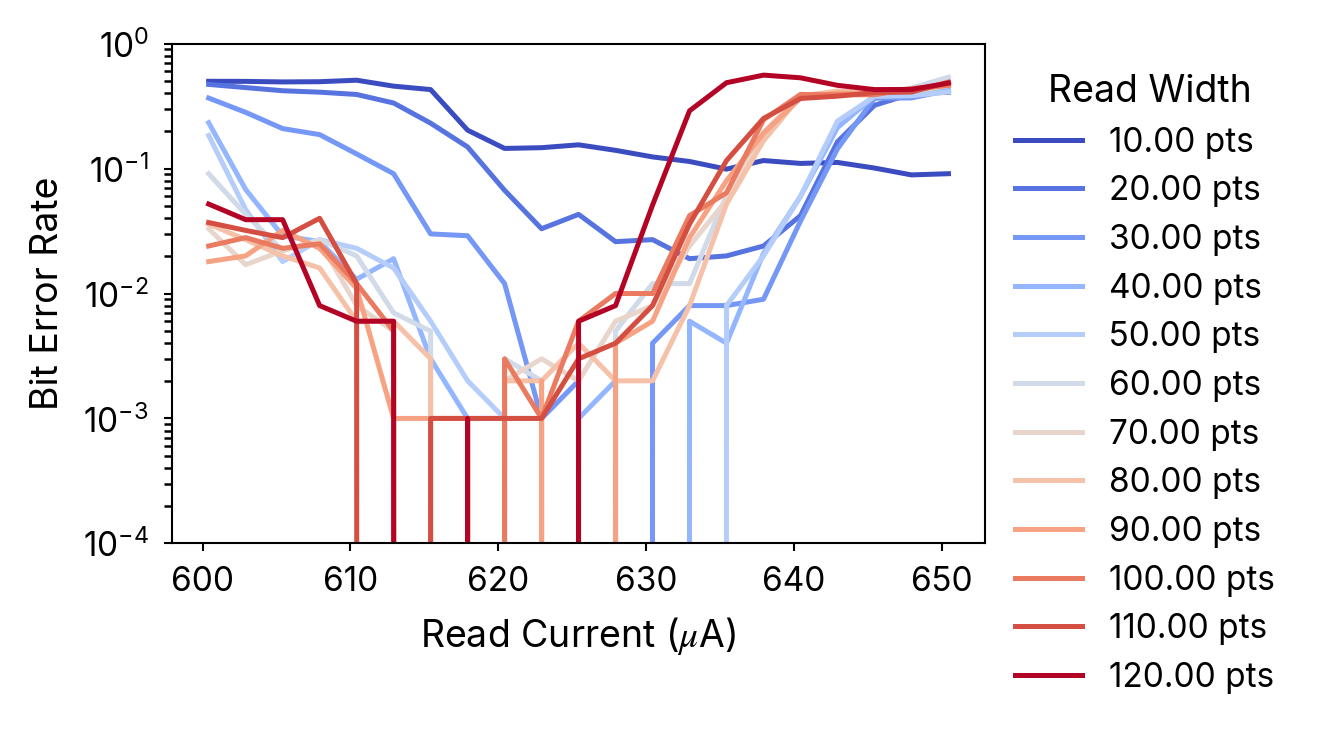 10⁰
10⁻¹
10⁻²
10⁻³
10⁻⁴
Bit Error Rate
600 610 620 630 640 650
Read Current (μA)
Read Width
10.00 pts
20.00 pts
30.00 pts
40.00 pts
50.00 pts
60.00 pts
70.00 pts
80.00 pts
90.00 pts
100.00 pts
110.00 pts
120.00 pts